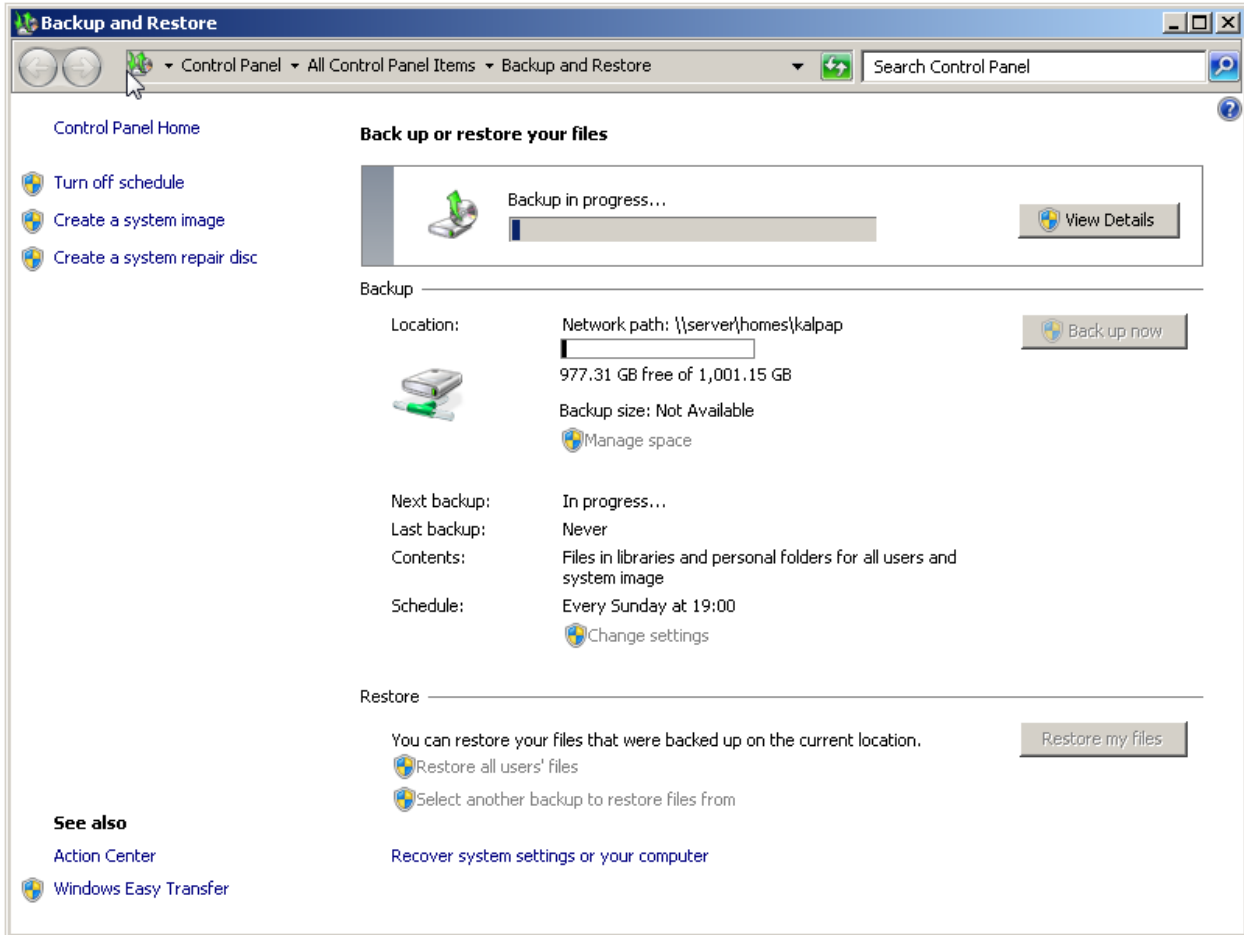 Backup and Restore
Control Panel All Control Panel Items Backup and Restore
Search Control Panel
Control Panel Home
Turn off schedule
Create a system image
Create a system repair disc
See also
Action Center
Windows Easy Transfer
Back up or restore your files
Backup in progress...
View Details
Backup
Location: Network path: \\server\homes\kalpap
Back up now
977.31 GB free of 1,001.15 GB
Backup size: Not Available
Manage space
Next backup: In progress...
Last backup: Never
Contents: Files in libraries and personal folders for all users and
system image
Schedule: Every Sunday at 19:00
Change settings
Restore
You can restore your files that were backed up on the current location.
Restore my files
Restore all users' files
Select another backup to restore files from
Recover system settings or your computer